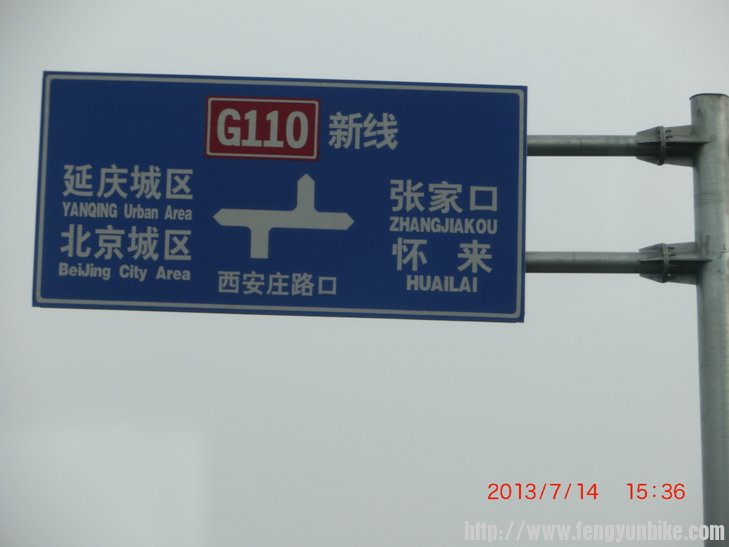 G110 新线
延庆城区
YANQING Urban Area
北京城区
BeiJing City Area
张家口
ZHANGJIAKOU
怀来
HUAILAI
西安庄路口
2013/7/14 15:36
http://www.fengyunbike.com